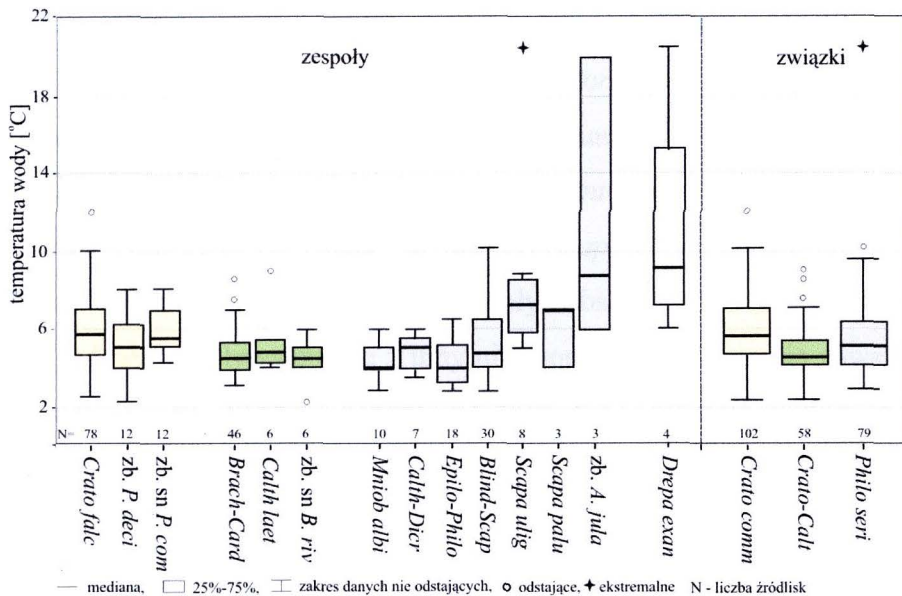 temperatura wody [°C]
22
18
14
10
6
2
zespoły
związki
N= 78 12 12 46 6 6 10 7 18 30 8 3 3 4 102 58 79
Crato falc
zb. P. deci
zb. sn P. com
Brach-Card
Calth laet
zb. sn B. riv
Mniob albi
Calth-Dicr
Epilo-Philo
Blind-Scap
Scapa ulig
Scapa palu
zb. A. jula
Drepa exan
Crato comm
Crato-Calt
Philo seri
mediana, 25%-75%, zakres danych nie odstających, odstające, ekstremalne N - liczba źródlisk